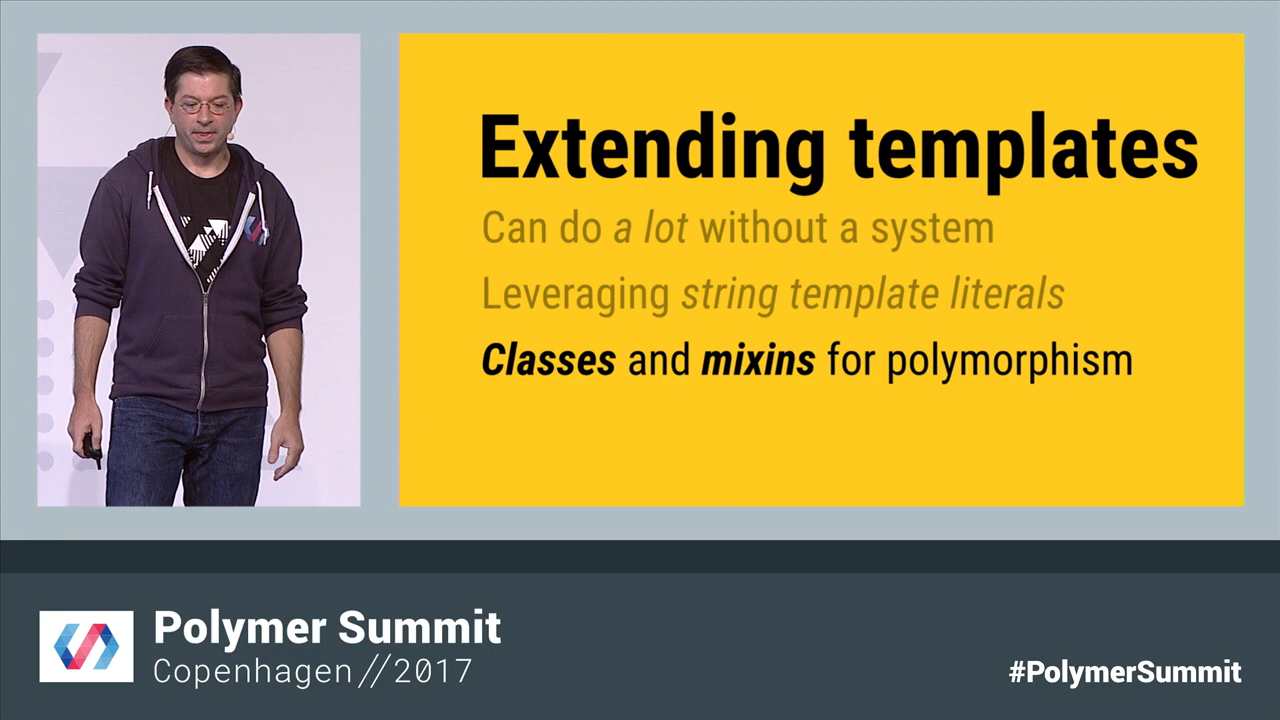 Extending templates
Can do a lot without a system
Leveraging string template literals
Classes and mixins for polymorphism
Polymer Summit
Copenhagen // 2017
#PolymerSummit